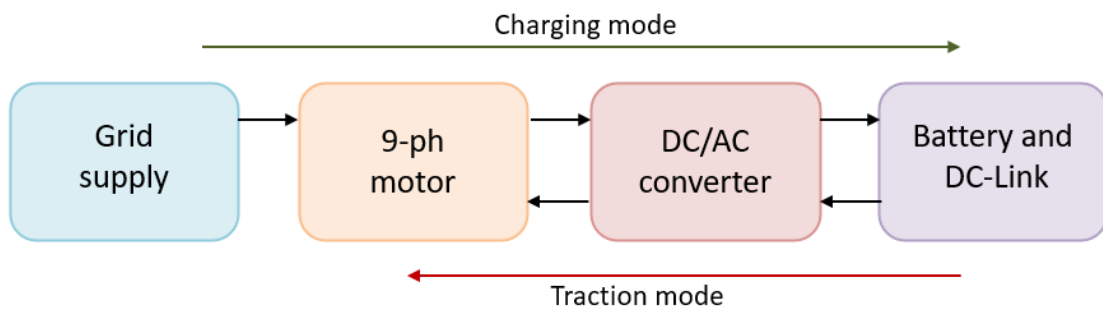 Charging mode
Grid
supply
9-ph
motor
DC/AC
converter
Battery and
DC-Link
Traction mode